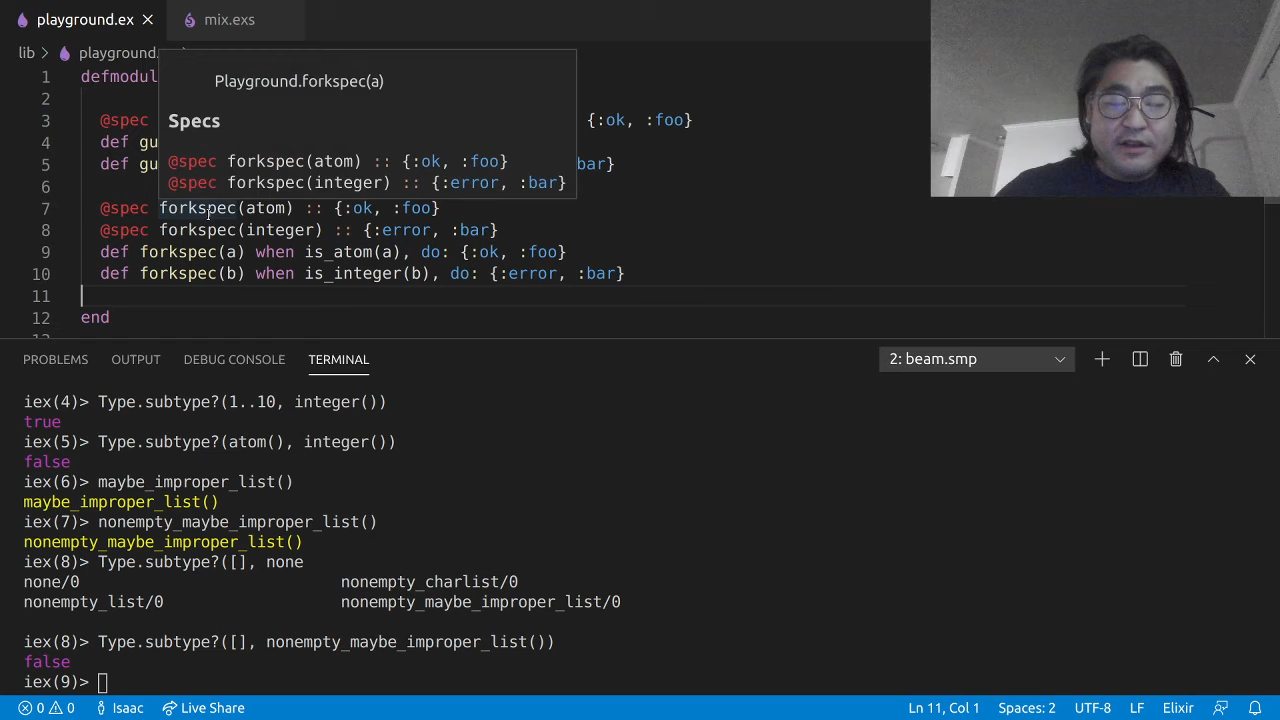 playground.ex
mix.exs
lib
playground.
1 defmodul
2
3 @spec {:ok, :foo}
4 def gu
5 def gu bar}
6
Playground.forkspec(a)
Specs
@spec forkspec(atom) :: {:ok, :foo}
@spec forkspec(integer) :: {:error, :bar}
7 @spec forkspec(atom) :: {:ok, :foo}
8 @spec forkspec(integer) :: {:error, :bar}
9 def forkspec(a) when is_atom(a), do: {:ok, :foo}
10 def forkspec(b) when is_integer(b), do: {:error, :bar}
11
12 end
PROBLEMS OUTPUT DEBUG CONSOLE TERMINAL 2: beam.smp
iex(4)> Type.subtype?(1..10, integer())
true
iex(5)> Type.subtype?(atom(), integer())
false
iex(6)> maybe_improper_list()
maybe_improper_list()
iex(7)> nonempty_maybe_improper_list()
nonempty_maybe_improper_list()
iex(8)> Type.subtype?([], none
none/0 nonempty_charlist/0
nonempty_list/0 nonempty_maybe_improper_list/0
iex(8)> Type.subtype?([], nonempty_maybe_improper_list())
false
iex(9)>
0 0 Isaac Live Share Ln 11, Col 1 Spaces: 2 UTF-8 LF Elixir